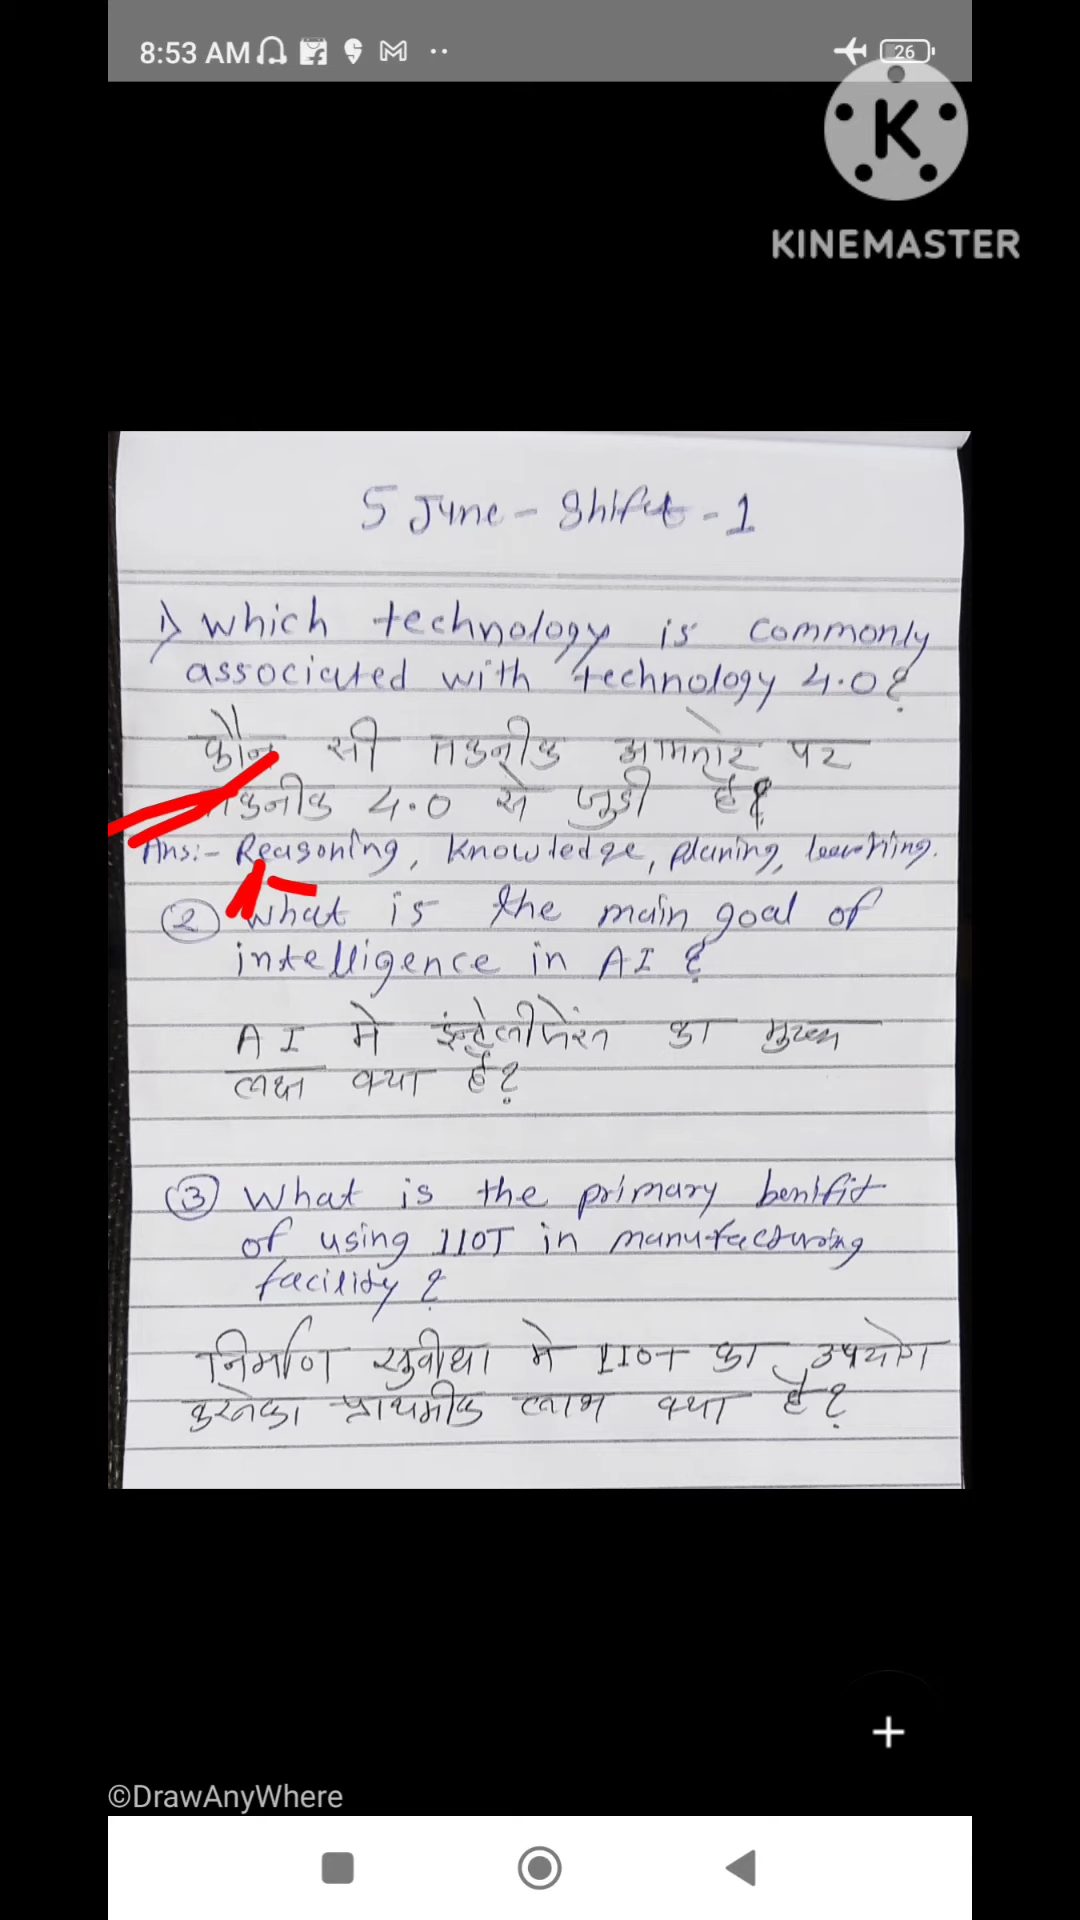 8:53 AM
26
K
KINEMASTER
5 June - Shift - 1
1) which technology is commonly
associated with technology 4.0?
कौन सी तकनीक आमतोर पर
तकनीक 4.0 से जुडी है?
Ans:- Reasoning, Knowledge, planing, learning.
2 What is the main goal of
intelligence in AI ?
AI मे इंन्टेलीजेंस का मुख्य
लक्ष क्या है?
3 What is the primary benifit
of using IIOT in manufacturing
facility ?
निर्माण सुवीधा मे IIOT का उपयोग
करनेका प्राथमीक लाभ क्या है?
+
©DrawAnyWhere